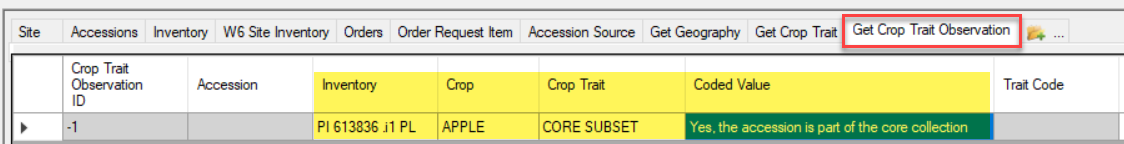 Site Accessions Inventory W6 Site Inventory Orders Order Request Item Accession Source Get Geography Get Crop Trait Get Crop Trait Observation ...
Crop Trait Observation ID Accession Inventory Crop Crop Trait Coded Value Trait Code
-1 PI 613836 .i1 PL APPLE CORE SUBSET Yes, the accession is part of the core collection